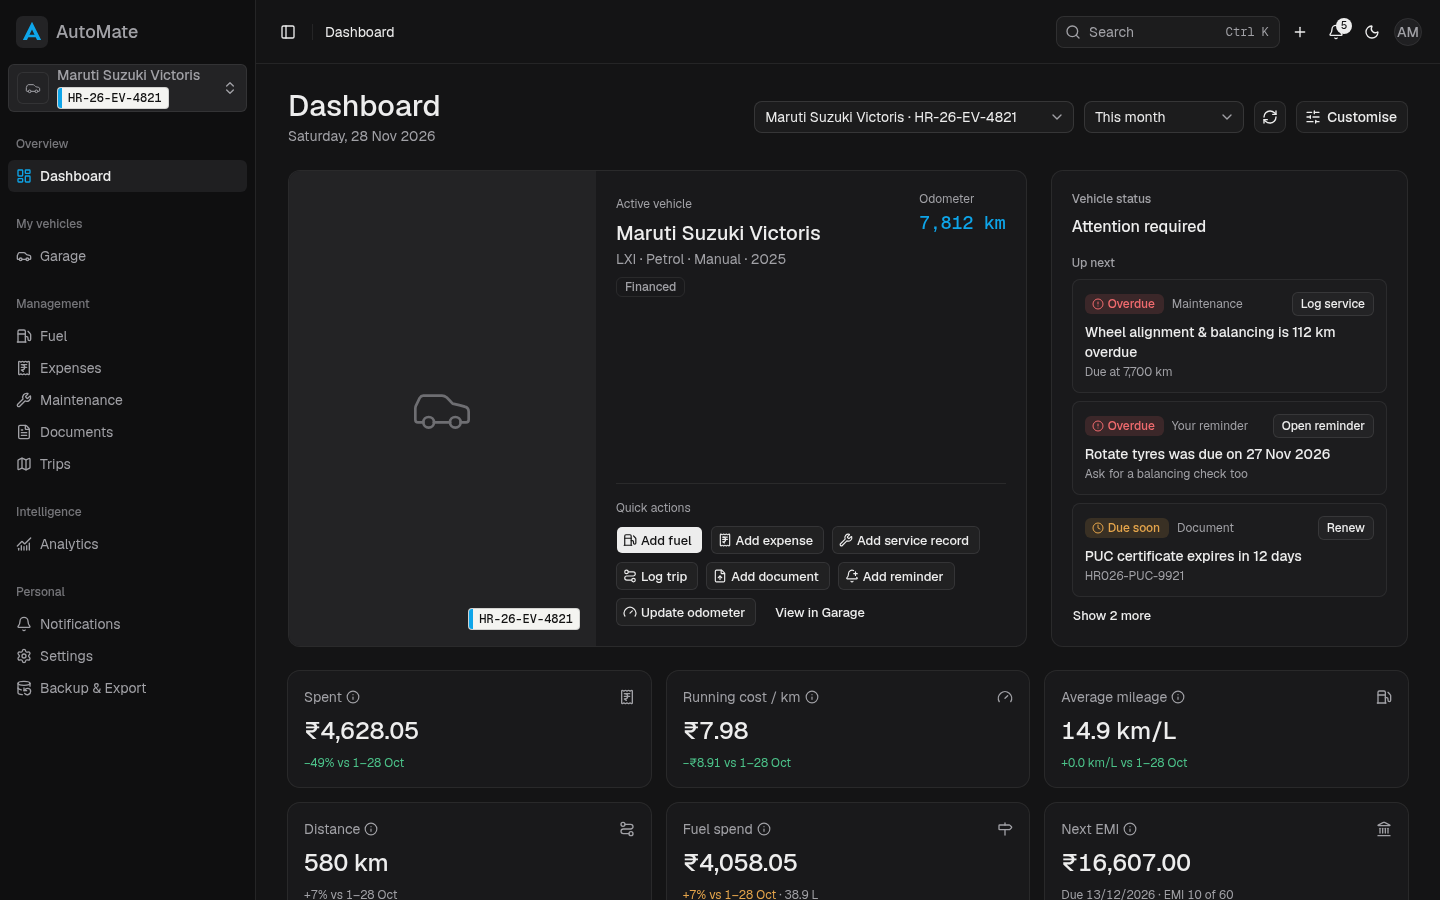 AutoMate
Maruti Suzuki Victoris
HR-26-EV-4821
Overview
Dashboard
My vehicles
Garage
Management
Fuel
Expenses
Maintenance
Documents
Trips
Intelligence
Analytics
Personal
Notifications
Settings
Backup & Export
Dashboard
Search
Ctrl K
5
AM
Dashboard
Saturday, 28 Nov 2026
Maruti Suzuki Victoris · HR-26-EV-4821
This month
Customise
HR-26-EV-4821
Active vehicle
Maruti Suzuki Victoris
LXI · Petrol · Manual · 2025
Financed
Odometer
7,812 km
Quick actions
Add fuel
Add expense
Add service record
Log trip
Add document
Add reminder
Update odometer
View in Garage
Vehicle status
Attention required
Up next
Overdue
Maintenance
Log service
Wheel alignment & balancing is 112 km
overdue
Due at 7,700 km
Overdue
Your reminder
Open reminder
Rotate tyres was due on 27 Nov 2026
Ask for a balancing check too
Due soon
Document
Renew
PUC certificate expires in 12 days
HR026-PUC-9921
Show 2 more
Spent
₹4,628.05
−49% vs 1–28 Oct
Running cost / km
₹7.98
−₹8.91 vs 1–28 Oct
Average mileage
14.9 km/L
+0.0 km/L vs 1–28 Oct
Distance
580 km
+7% vs 1–28 Oct
Fuel spend
₹4,058.05
+7% vs 1–28 Oct · 38.9 L
Next EMI
₹16,607.00
Due 13/12/2026 · EMI 10 of 60